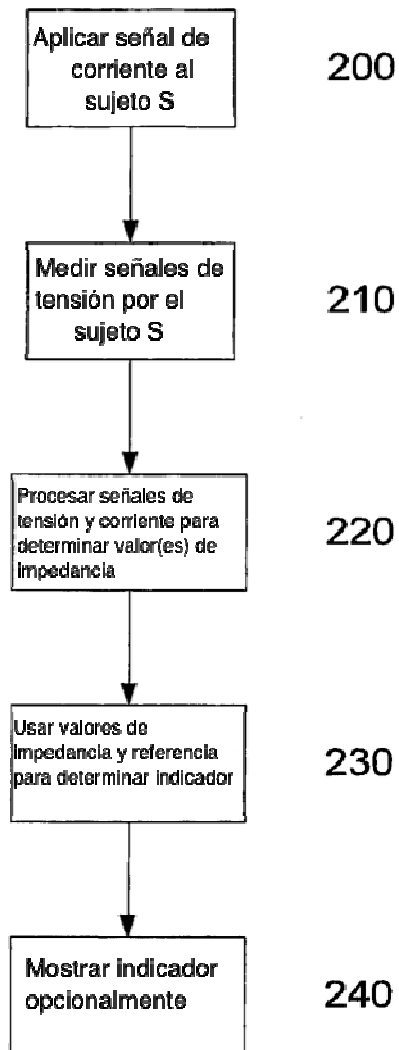 Aplicar señal de
corriente al
sujeto S
200
Medir señales de
tensión por el
sujeto S
210
Procesar señales de
tensión y corriente para
determinar valor(es) de
impedancia
220
Usar valores de
impedancia y referencia
para determinar indicador
230
Mostrar indicador
opcionalmente
240